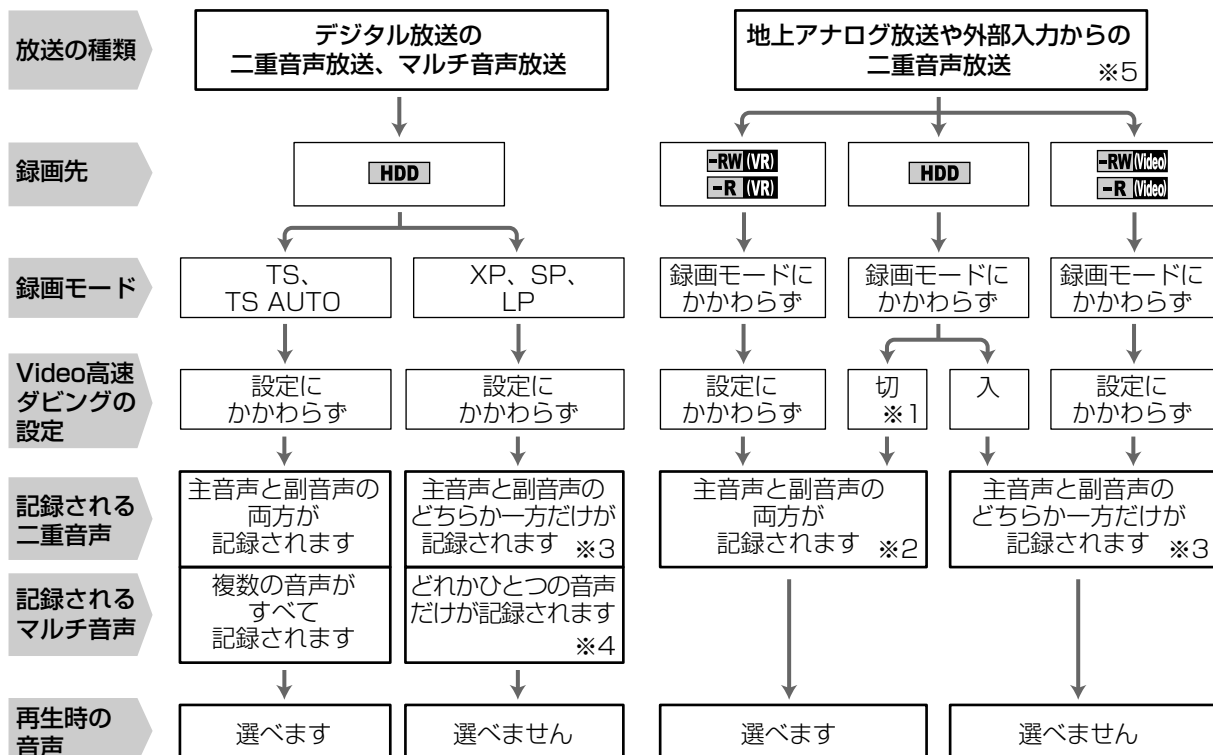 放送の種類
デジタル放送の
二重音声放送、マルチ音声放送
地上アナログ放送や外部入力からの
二重音声放送 ※5
録画先
HDD
-RW(VR)
-R (VR)
HDD
-RW(Video)
-R (Video)
録画モード
TS、
TS AUTO
XP、SP、
LP
録画モードに
かかわらず
録画モードに
かかわらず
録画モードに
かかわらず
Video高速
ダビングの
設定
設定に
かかわらず
設定に
かかわらず
設定に
かかわらず
切
※1
入
設定に
かかわらず
記録される
二重音声
主音声と副音声の
両方が
記録されます
主音声と副音声の
どちらか一方だけが
記録されます ※3
主音声と副音声の
両方が
記録されます ※2
主音声と副音声の
どちらか一方だけが
記録されます ※3
記録される
マルチ音声
複数の音声が
すべて
記録されます
どれかひとつの音声
だけが記録されます
※4
再生時の
音声
選べます
選べません
選べます
選べません